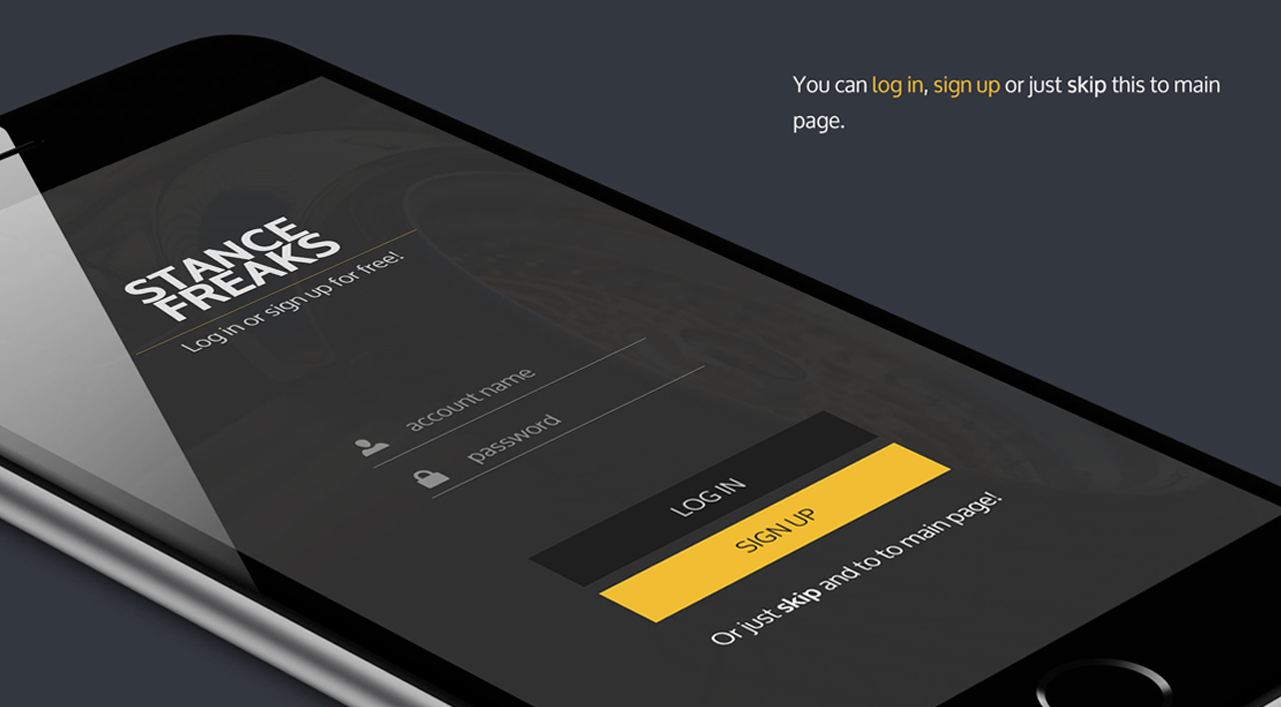 You can log in, sign up or just skip this to main
page.
STANCE
FREAKS
Log in or sign up for free!
account name
password
LOG IN
SIGN UP
Or just skip and to to main page!